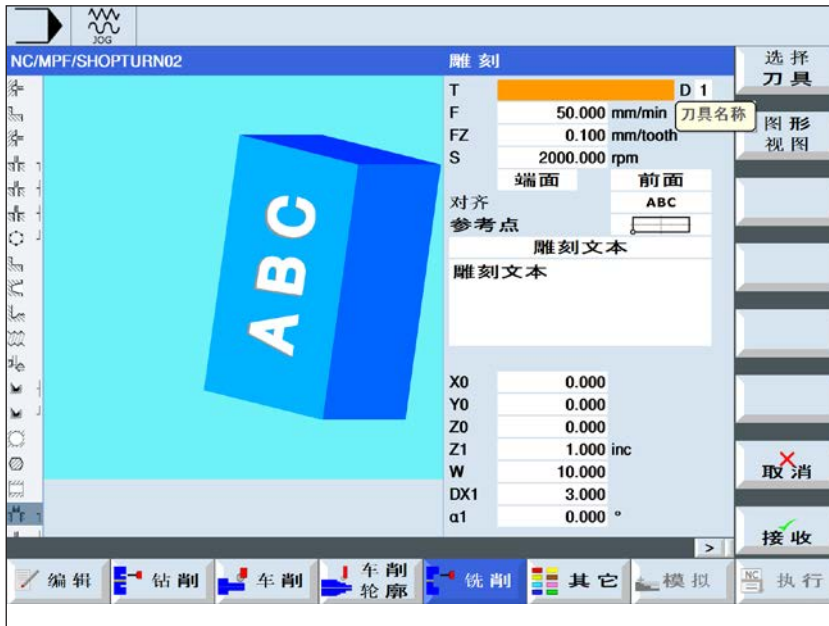 JOG
NC/MPF/SHOPTURN02
雕刻
选择
刀具
T D 1
刀具名称
F 50.000 mm/min
FZ 0.100 mm/tooth
S 2000.000 rpm
图形
视图
端面 前面
对齐 ABC
参考点
雕刻文本
雕刻文本
ABC
X0 0.000
Y0 0.000
Z0 0.000
Z1 1.000 inc
W 10.000
DX1 3.000
α1 0.000 °
取消
接收
>
编辑 钻削 车削 车削轮廓 铣削 其它 模拟 NC 执行